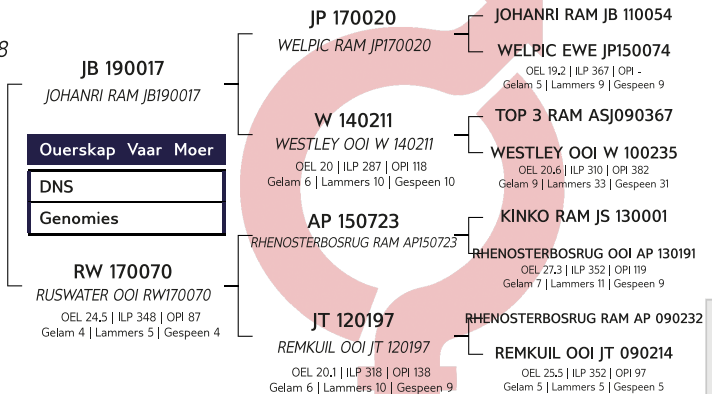 8
JB 190017
JOHANRI RAM JB190017
Ouerskap Vaar Moer
DNS
Genomies
RW 170070
RUSWATER OOI RW170070
OEL 24.5 | ILP 348 | OPI 87
Gelam 4 | Lammers 5 | Gespeen 4
JP 170020
WELPIC RAM JP170020
W 140211
WESTLEY OOI W 140211
OEL 20 | ILP 287 | OPI 118
Gelam 6 | Lammers 10 | Gespeen 10
AP 150723
RHENOSTERBOSRUG RAM AP150723
JT 120197
REMKUIL OOI JT 120197
OEL 20.1 | ILP 318 | OPI 138
Gelam 6 | Lammers 10 | Gespeen 9
JOHANRI RAM JB 110054
WELPIC EWE JP150074
OEL 19.2 | ILP 367 | OPI -
Gelam 5 | Lammers 9 | Gespeen 9
TOP 3 RAM ASJ090367
WESTLEY OOI W 100235
OEL 20.6 | ILP 310 | OPI 382
Gelam 9 | Lammers 33 | Gespeen 31
KINKO RAM JS 130001
RHENOSTERBOSRUG OOI AP 130191
OEL 27.3 | ILP 352 | OPI 119
Gelam 7 | Lammers 11 | Gespeen 9
RHENOSTERBOSRUG RAM AP 090232
REMKUIL OOI JT 090214
OEL 25.5 | ILP 352 | OPI 97
Gelam 5 | Lammers 5 | Gespeen 5